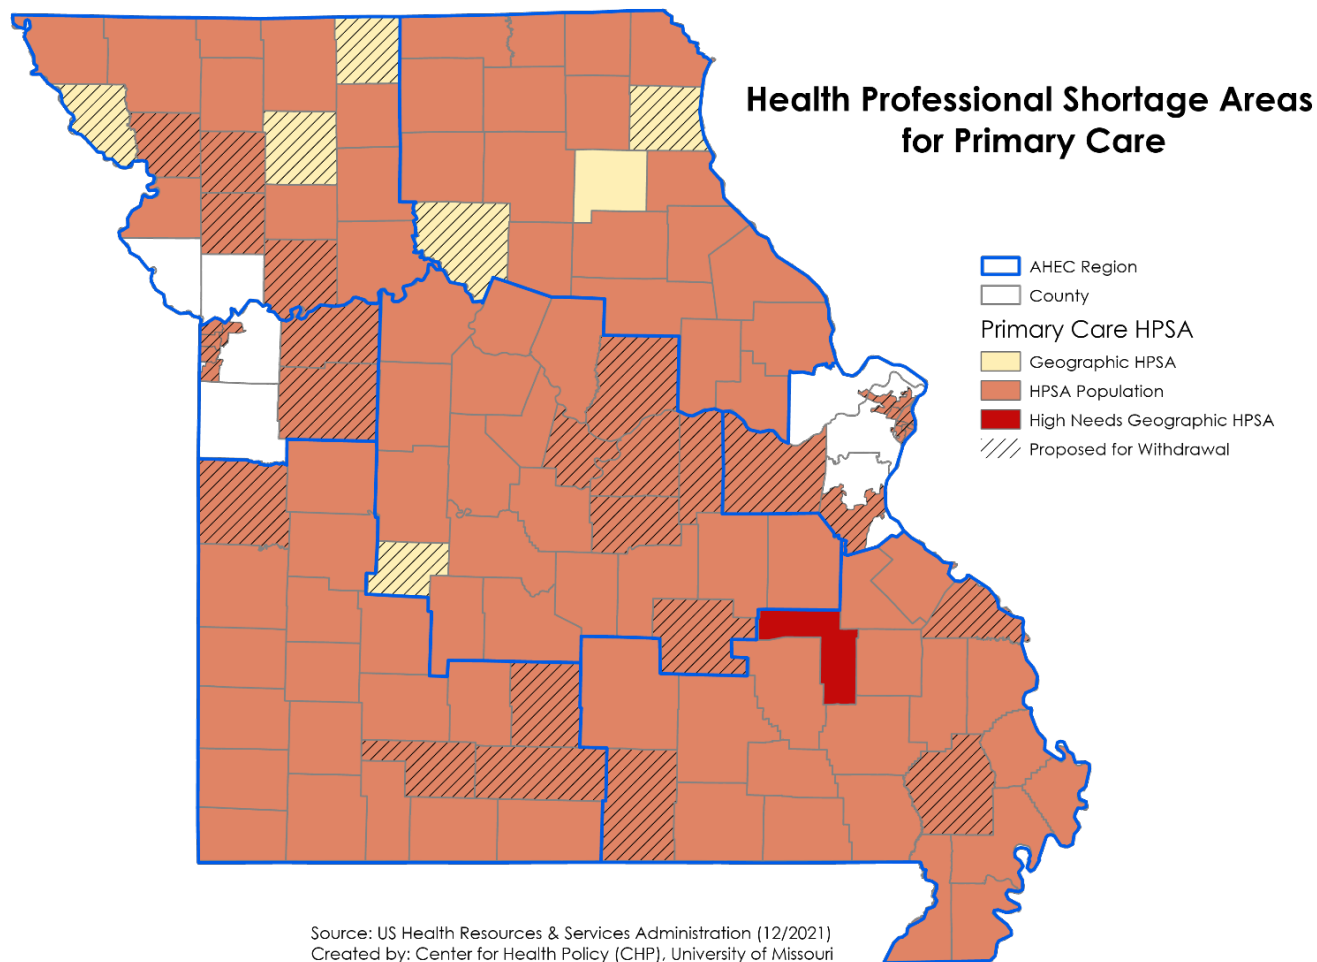 Health Professional Shortage Areas
for Primary Care
AHEC Region
County
Primary Care HPSA
Geographic HPSA
HPSA Population
High Needs Geographic HPSA
Proposed for Withdrawal
Source: US Health Resources & Services Administration (12/2021)
Created by: Center for Health Policy (CHP), University of Missouri